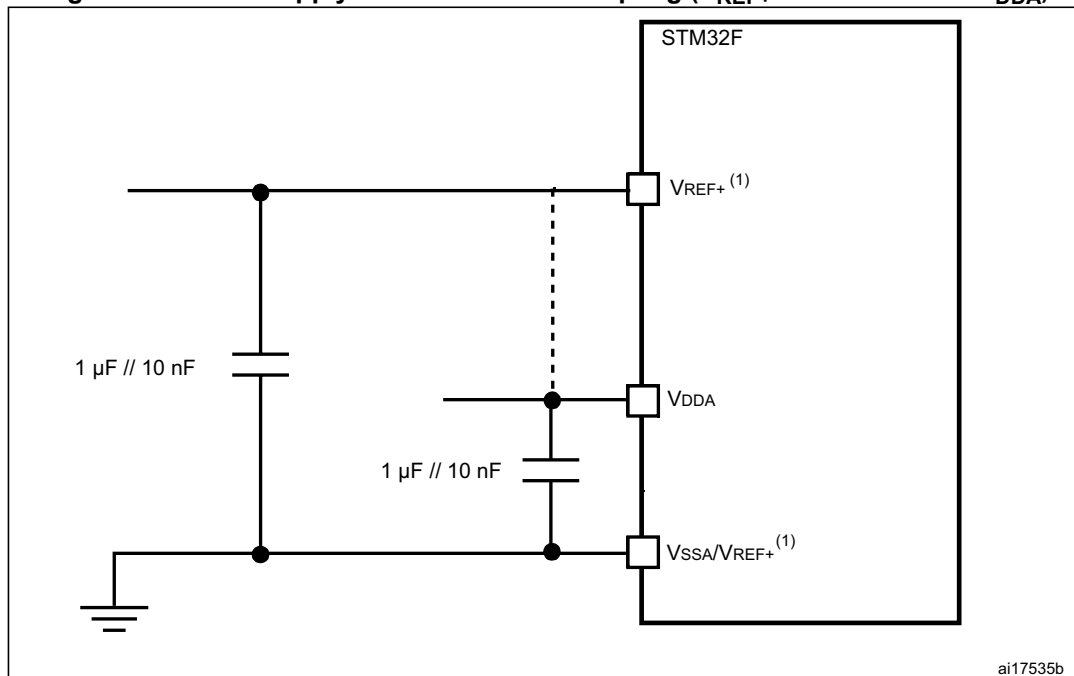 STM32F
VREF+ (1)
1 µF // 10 nF
VDDA
1 µF // 10 nF
VSSA/VREF+ (1)
ai17535b